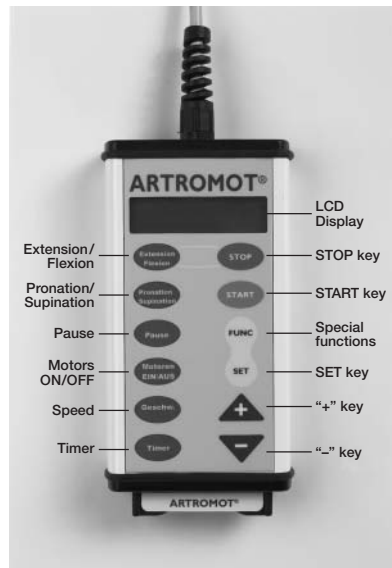 ARTROMOT®
LCD
Display
Extension/
Flexion
Extension
Flexion
STOP
STOP key
Pronation/
Supination
Pronation
Supination
START
START key
Pause
Pause
FUNC
Special
functions
Motors
ON/OFF
Motoren
EIN/AUS
SET
SET key
Speed
Geschw.
+
"+" key
Timer
Timer
–
"–" key
ARTROMOT®